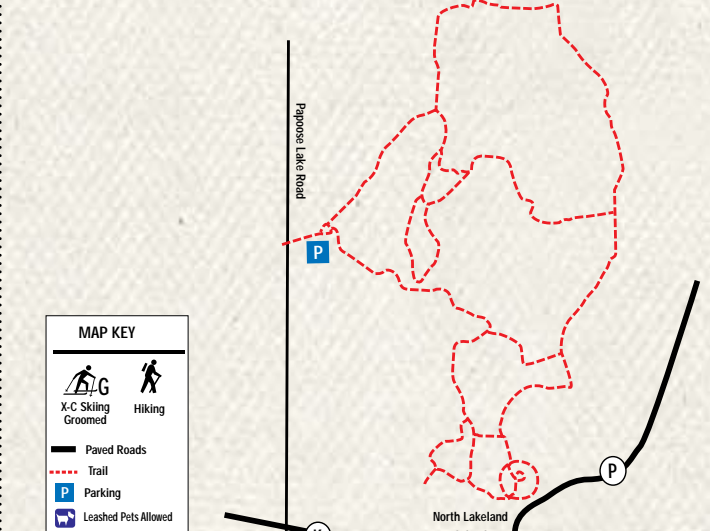 Papoose Lake Road
P
MAP KEY
G
X-C Skiing
Groomed
Hiking
Paved Roads
Trail
P Parking
Leashed Pets Allowed
P
North Lakeland